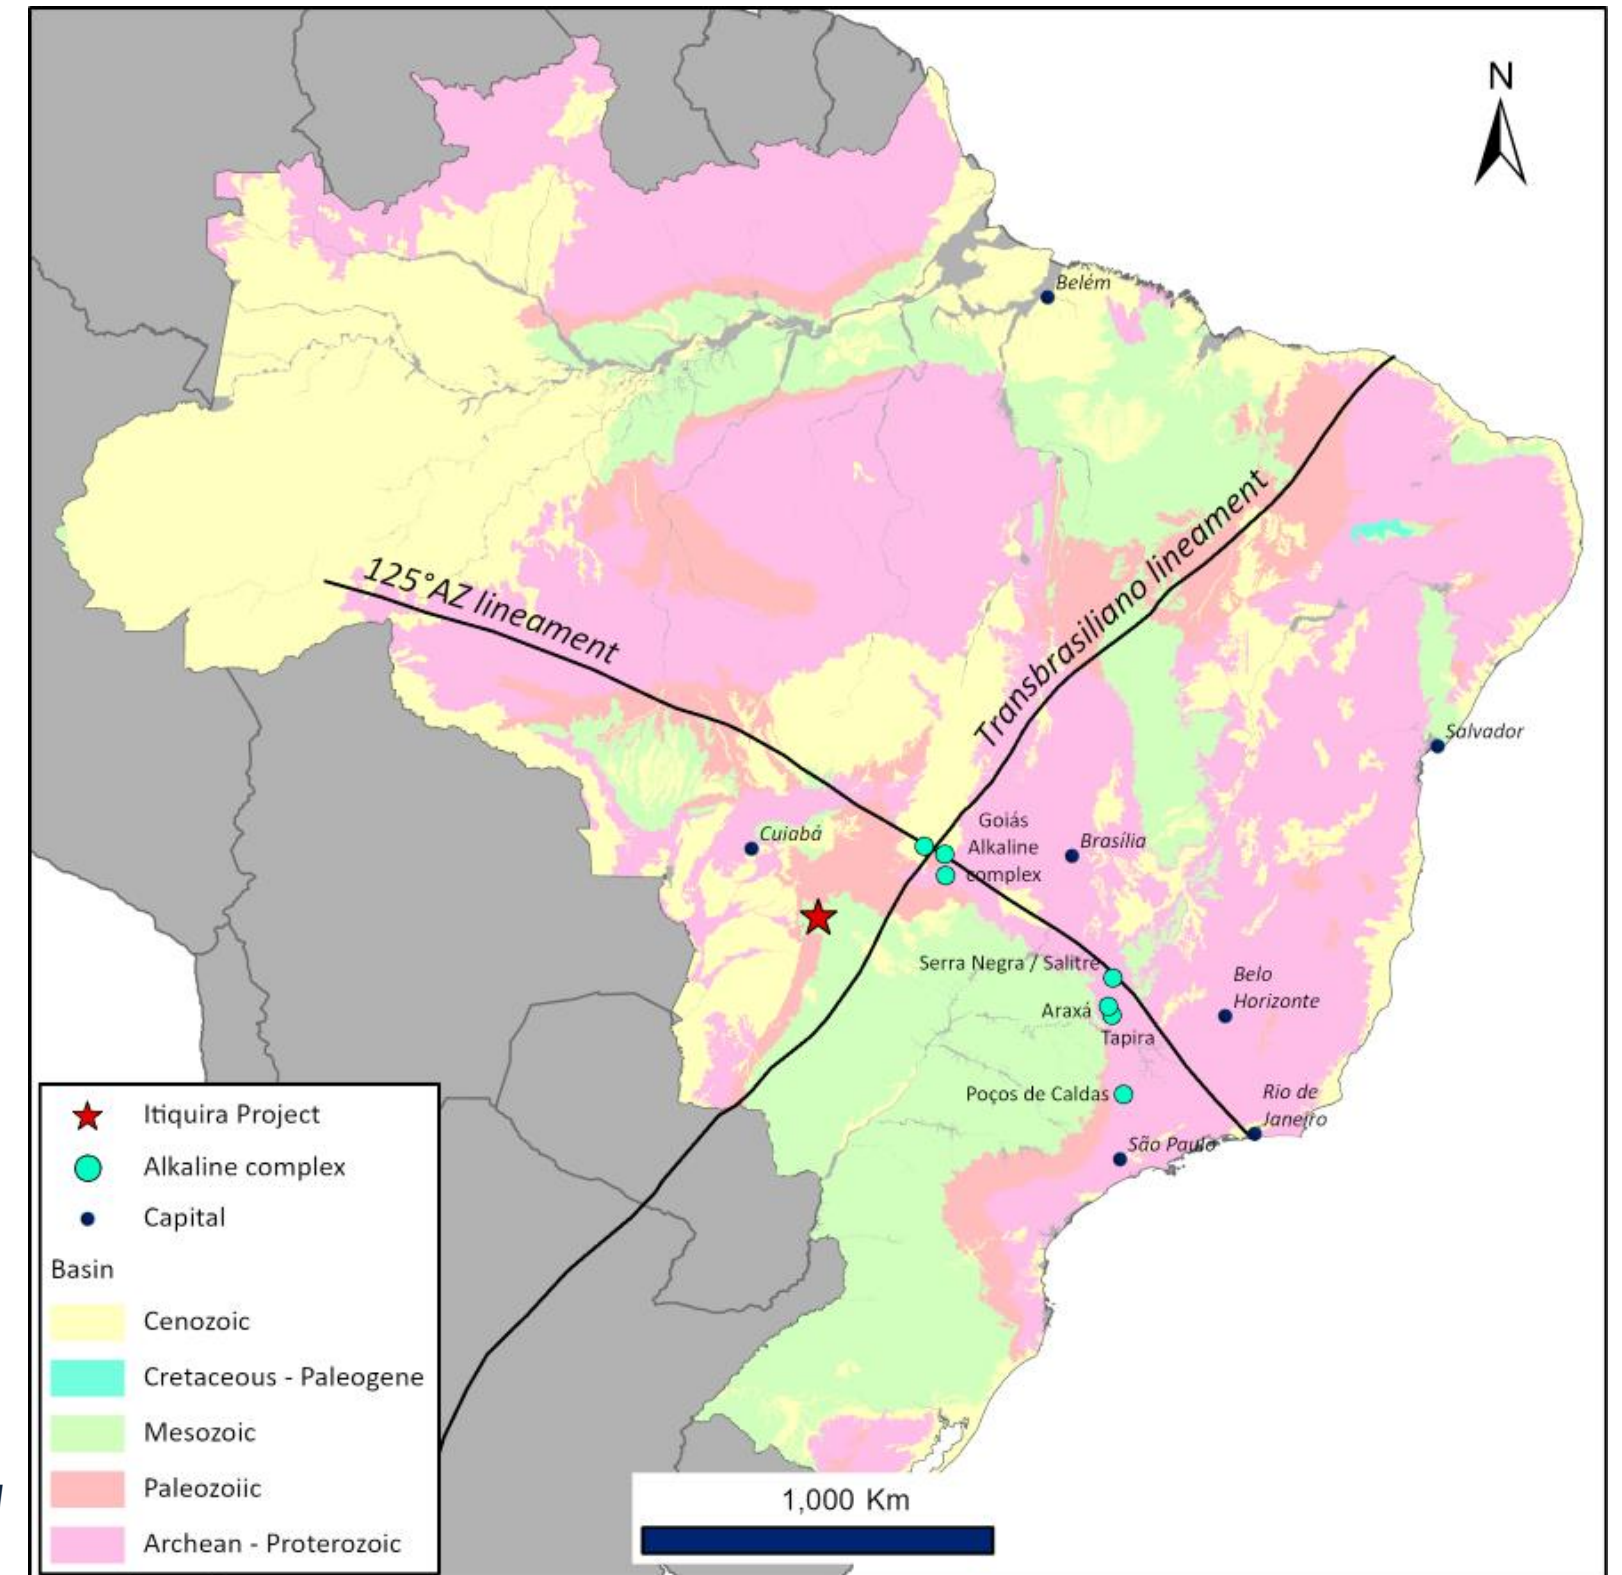 N
Belém
125°AZ lineament
Transbrasiliano lineament
Salvador
Goiás
Alkaline
complex
Cuiabá
Brasília
Serra Negra / Salitre
Belo
Horizonte
Araxá
Tapira
Poços de Caldas
Rio de
Janeiro
São Paulo
Itiquira Project
Alkaline complex
Capital
Basin
Cenozoic
Cretaceous - Paleogene
Mesozoic
Paleozoiic
Archean - Proterozoic
1,000 Km